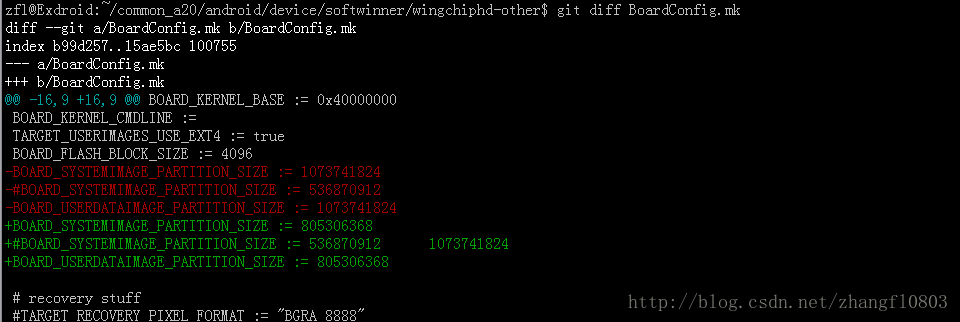 zfl@Exdroid:~/common_a20/android/device/softwinner/wingchiphd-other$ git diff BoardConfig.mk
diff --git a/BoardConfig.mk b/BoardConfig.mk
index b99d257..15ae5bc 100755
--- a/BoardConfig.mk
+++ b/BoardConfig.mk
@@ -16,9 +16,9 @@ BOARD_KERNEL_BASE := 0x40000000
 BOARD_KERNEL_CMDLINE :=
 TARGET_USERIMAGES_USE_EXT4 := true
 BOARD_FLASH_BLOCK_SIZE := 4096
-BOARD_SYSTEMIMAGE_PARTITION_SIZE := 1073741824
-#BOARD_SYSTEMIMAGE_PARTITION_SIZE := 536870912
-BOARD_USERDATAIMAGE_PARTITION_SIZE := 1073741824
+BOARD_SYSTEMIMAGE_PARTITION_SIZE := 805306368
+#BOARD_SYSTEMIMAGE_PARTITION_SIZE := 536870912      1073741824
+BOARD_USERDATAIMAGE_PARTITION_SIZE := 805306368
 # recovery stuff
 #TARGET_RECOVERY_PIXEL_FORMAT := "BGRA_8888"
http://blog.csdn.net/zhangfl0803